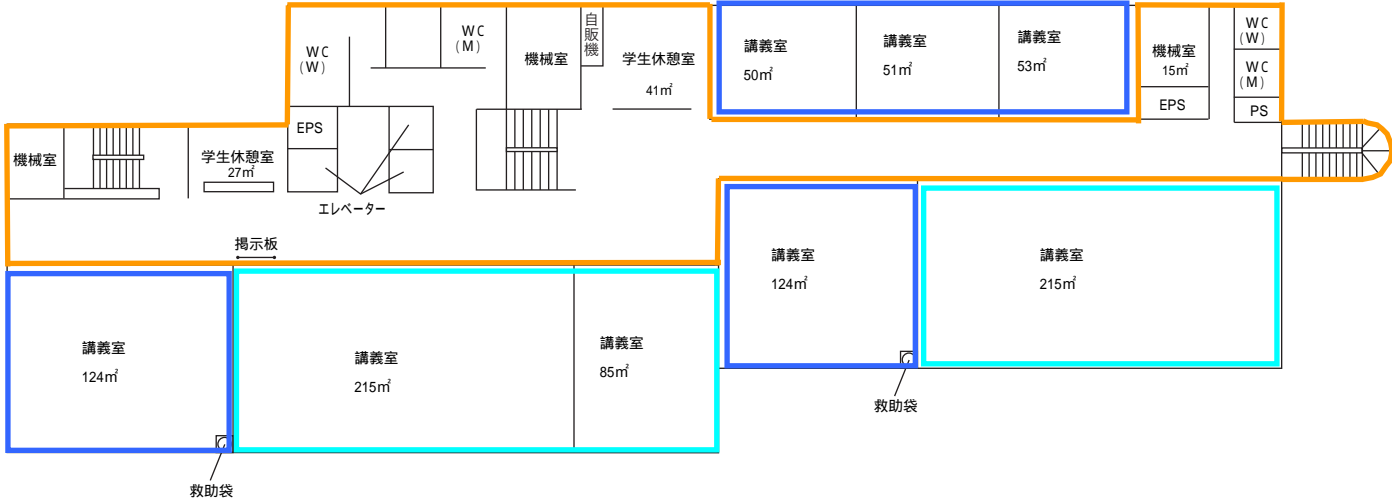 WC
(W)
WC
(M)
機械室
自販機
学生休憩室
41㎡
講義室
50㎡
講義室
51㎡
講義室
53㎡
機械室
15㎡
EPS
WC
(W)
WC
(M)
PS
機械室
学生休憩室
27㎡
EPS
エレベーター
掲示板
講義室
124㎡
講義室
215㎡
講義室
85㎡
講義室
124㎡
講義室
215㎡
救助袋
救助袋